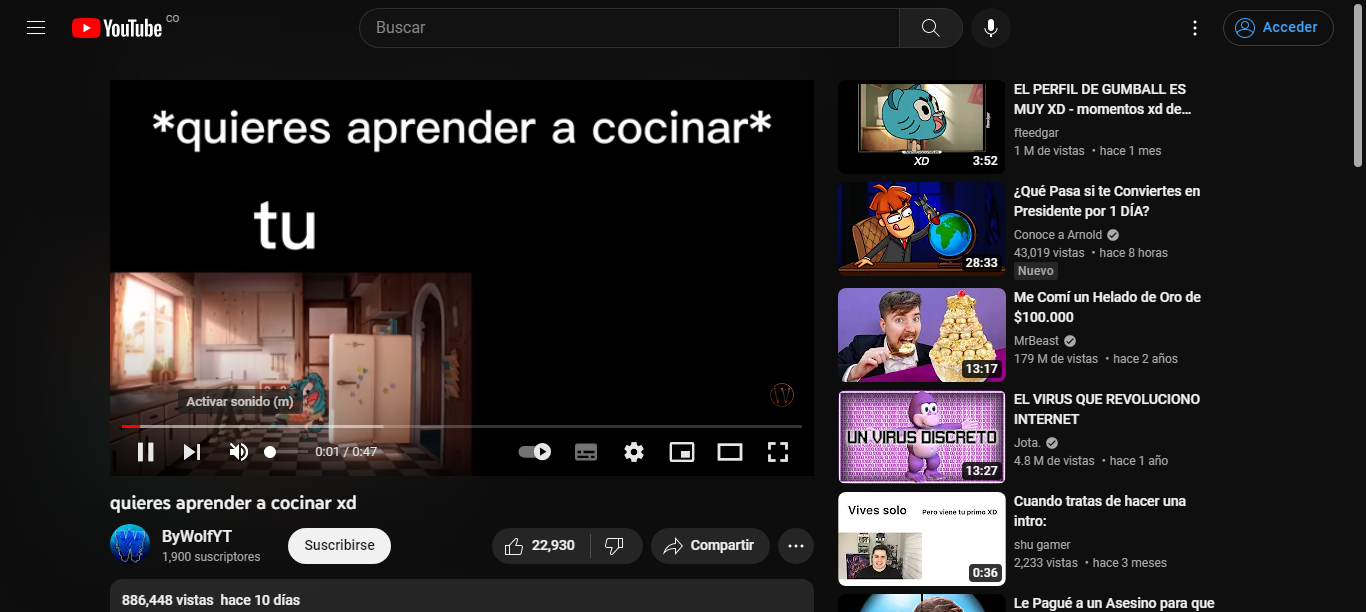 YouTube CO
Buscar
Acceder
*quieres aprender a cocinar*
tu
Activar sonido (m)
0:01 / 0:47
quieres aprender a cocinar xd
ByWolfYT
1,900 suscriptores
Suscribirse
22,930
Compartir
886,448 vistas hace 10 días
XD
3:52
EL PERFIL DE GUMBALL ES
MUY XD - momentos xd de...
fteedgar
1 M de vistas • hace 1 mes
28:33
¿Qué Pasa si te Conviertes en
Presidente por 1 DÍA?
Conoce a Arnold
43,019 vistas • hace 8 horas
Nuevo
13:17
Me Comí un Helado de Oro de
$100.000
MrBeast
179 M de vistas • hace 2 años
UN VIRUS DISCRETO
13:27
EL VIRUS QUE REVOLUCIONO
INTERNET
Jota.
4.8 M de vistas • hace 1 año
Vives solo
Pero viene tu primo XD
0:36
Cuando tratas de hacer una
intro:
shu gamer
2,233 vistas • hace 3 meses
Le Pagué a un Asesino para que